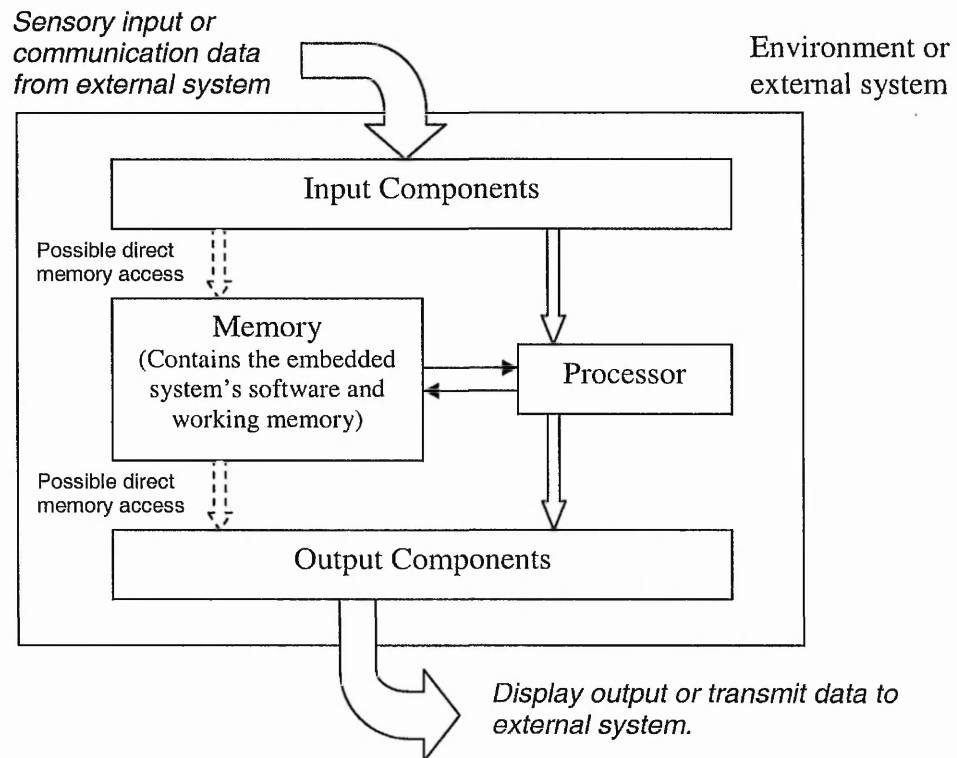 Sensory input or
communication data
from external system
Environment or
external system
Input Components
Possible direct
memory access
Memory
(Contains the embedded
system's software and
working memory)
Processor
Possible direct
memory access
Output Components
Display output or transmit data to
external system.